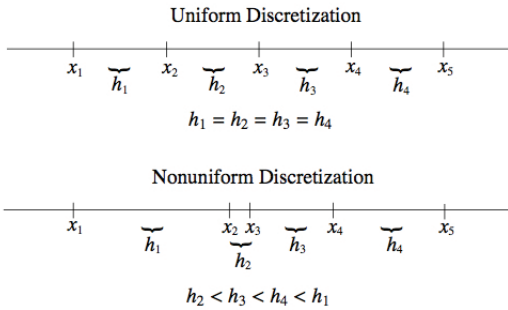 Uniform Discretization
x₁ x₂ x₃ x₄ x₅
h₁ h₂ h₃ h₄
h₁ = h₂ = h₃ = h₄
Nonuniform Discretization
x₁ x₂ x₃ x₄ x₅
h₁ h₂ h₃ h₄
h₂ < h₃ < h₄ < h₁